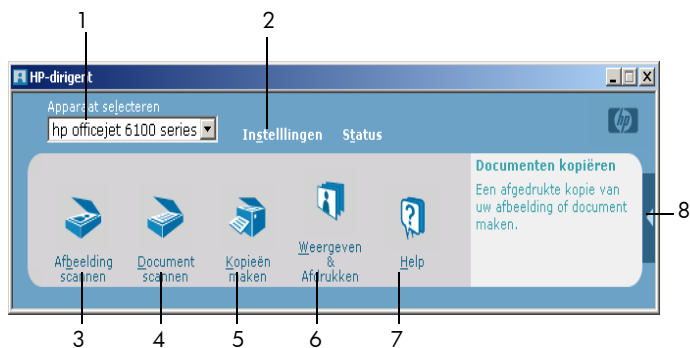 1
2
HP-dirigent
Apparaat selecteren
hp officejet 6100 series
Instelllingen
Status
hp
Documenten kopiëren
Een afgedrukte kopie van
uw afbeelding of document
maken.
8
Afbeelding
scannen
Document
scannen
Kopieën
maken
Weergeven
&
Afdrukken
Help
3
4
5
6
7